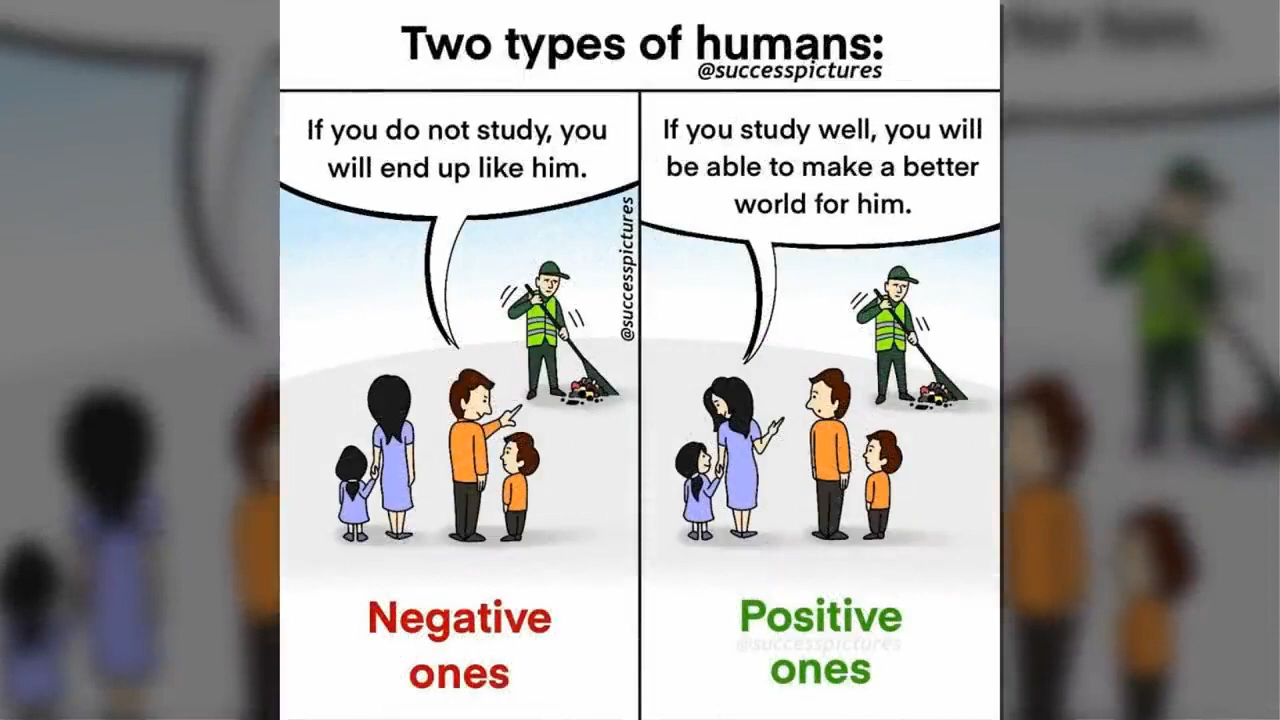 Two types of humans:
@successpictures
If you do not study, you
will end up like him.
@successpictures
If you study well, you will
be able to make a better
world for him.
Negative
ones
Positive
@successpictures
ones